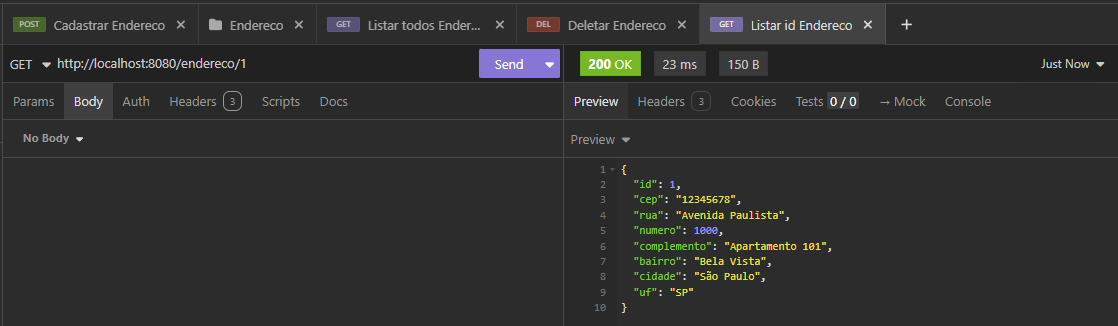 POST Cadastrar Endereco × Endereco × GET Listar todos Ender... × DEL Deletar Endereco × GET Listar id Endereco × +
GET http://localhost:8080/endereco/1 Send 200 OK 23 ms 150 B Just Now
Params Body Auth Headers 3 Scripts Docs Preview Headers 3 Cookies Tests 0 / 0 → Mock Console
No Body Preview
1 {
2 "id": 1,
3 "cep": "12345678",
4 "rua": "Avenida Paulista",
5 "numero": 1000,
6 "complemento": "Apartamento 101",
7 "bairro": "Bela Vista",
8 "cidade": "São Paulo",
9 "uf": "SP"
10 }